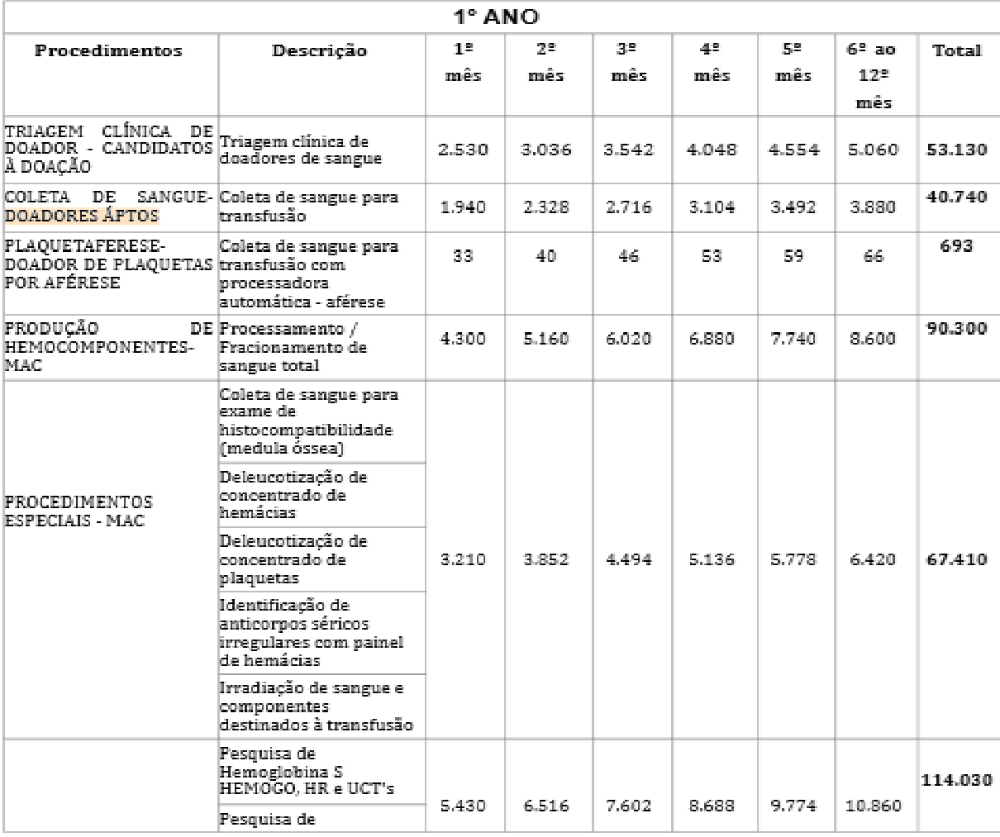 1º ANO
Procedimentos Descrição 1º mês 2º mês 3º mês 4º mês 5º mês 6º ao 12º mês Total
TRIAGEM CLÍNICA DE
DOADOR - CANDIDATOS
À DOAÇÃO
Triagem clínica de
doadores de sangue
2.530 3.036 3.542 4.048 4.554 5.060 53.130
COLETA DE SANGUE-
DOADORES ÁPTOS
Coleta de sangue para
transfusão
1.940 2.328 2.716 3.104 3.492 3.880 40.740
PLAQUETAFERESE-
DOADOR DE PLAQUETAS
POR AFÉRESE
Coleta de sangue para
transfusão com
processadora
automática - aférese
33 40 46 53 59 66 693
PRODUÇÃO DE
HEMOCOMPONENTES-
MAC
Processamento /
Fracionamento de
sangue total
4.300 5.160 6.020 6.880 7.740 8.600 90.300
PROCEDIMENTOS
ESPECIAIS - MAC
Coleta de sangue para
exame de
histocompatibilidade
(medula óssea)
Deleucotização de
concentrado de
hemácias
Deleucotização de
concentrado de
plaquetas
Identificação de
anticorpos séricos
irregulares com painel
de hemácias
Irradiação de sangue e
componentes
destinados à transfusão
3.210 3.852 4.494 5.136 5.778 6.420 67.410
Pesquisa de
Hemoglobina S
HEMOGO, HR e UCT's
Pesquisa de
5.430 6.516 7.602 8.688 9.774 10.860 114.030